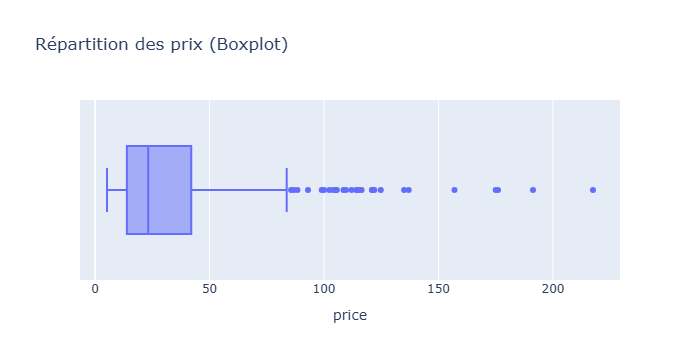 Répartition des prix (Boxplot)
0 50 100 150 200
price